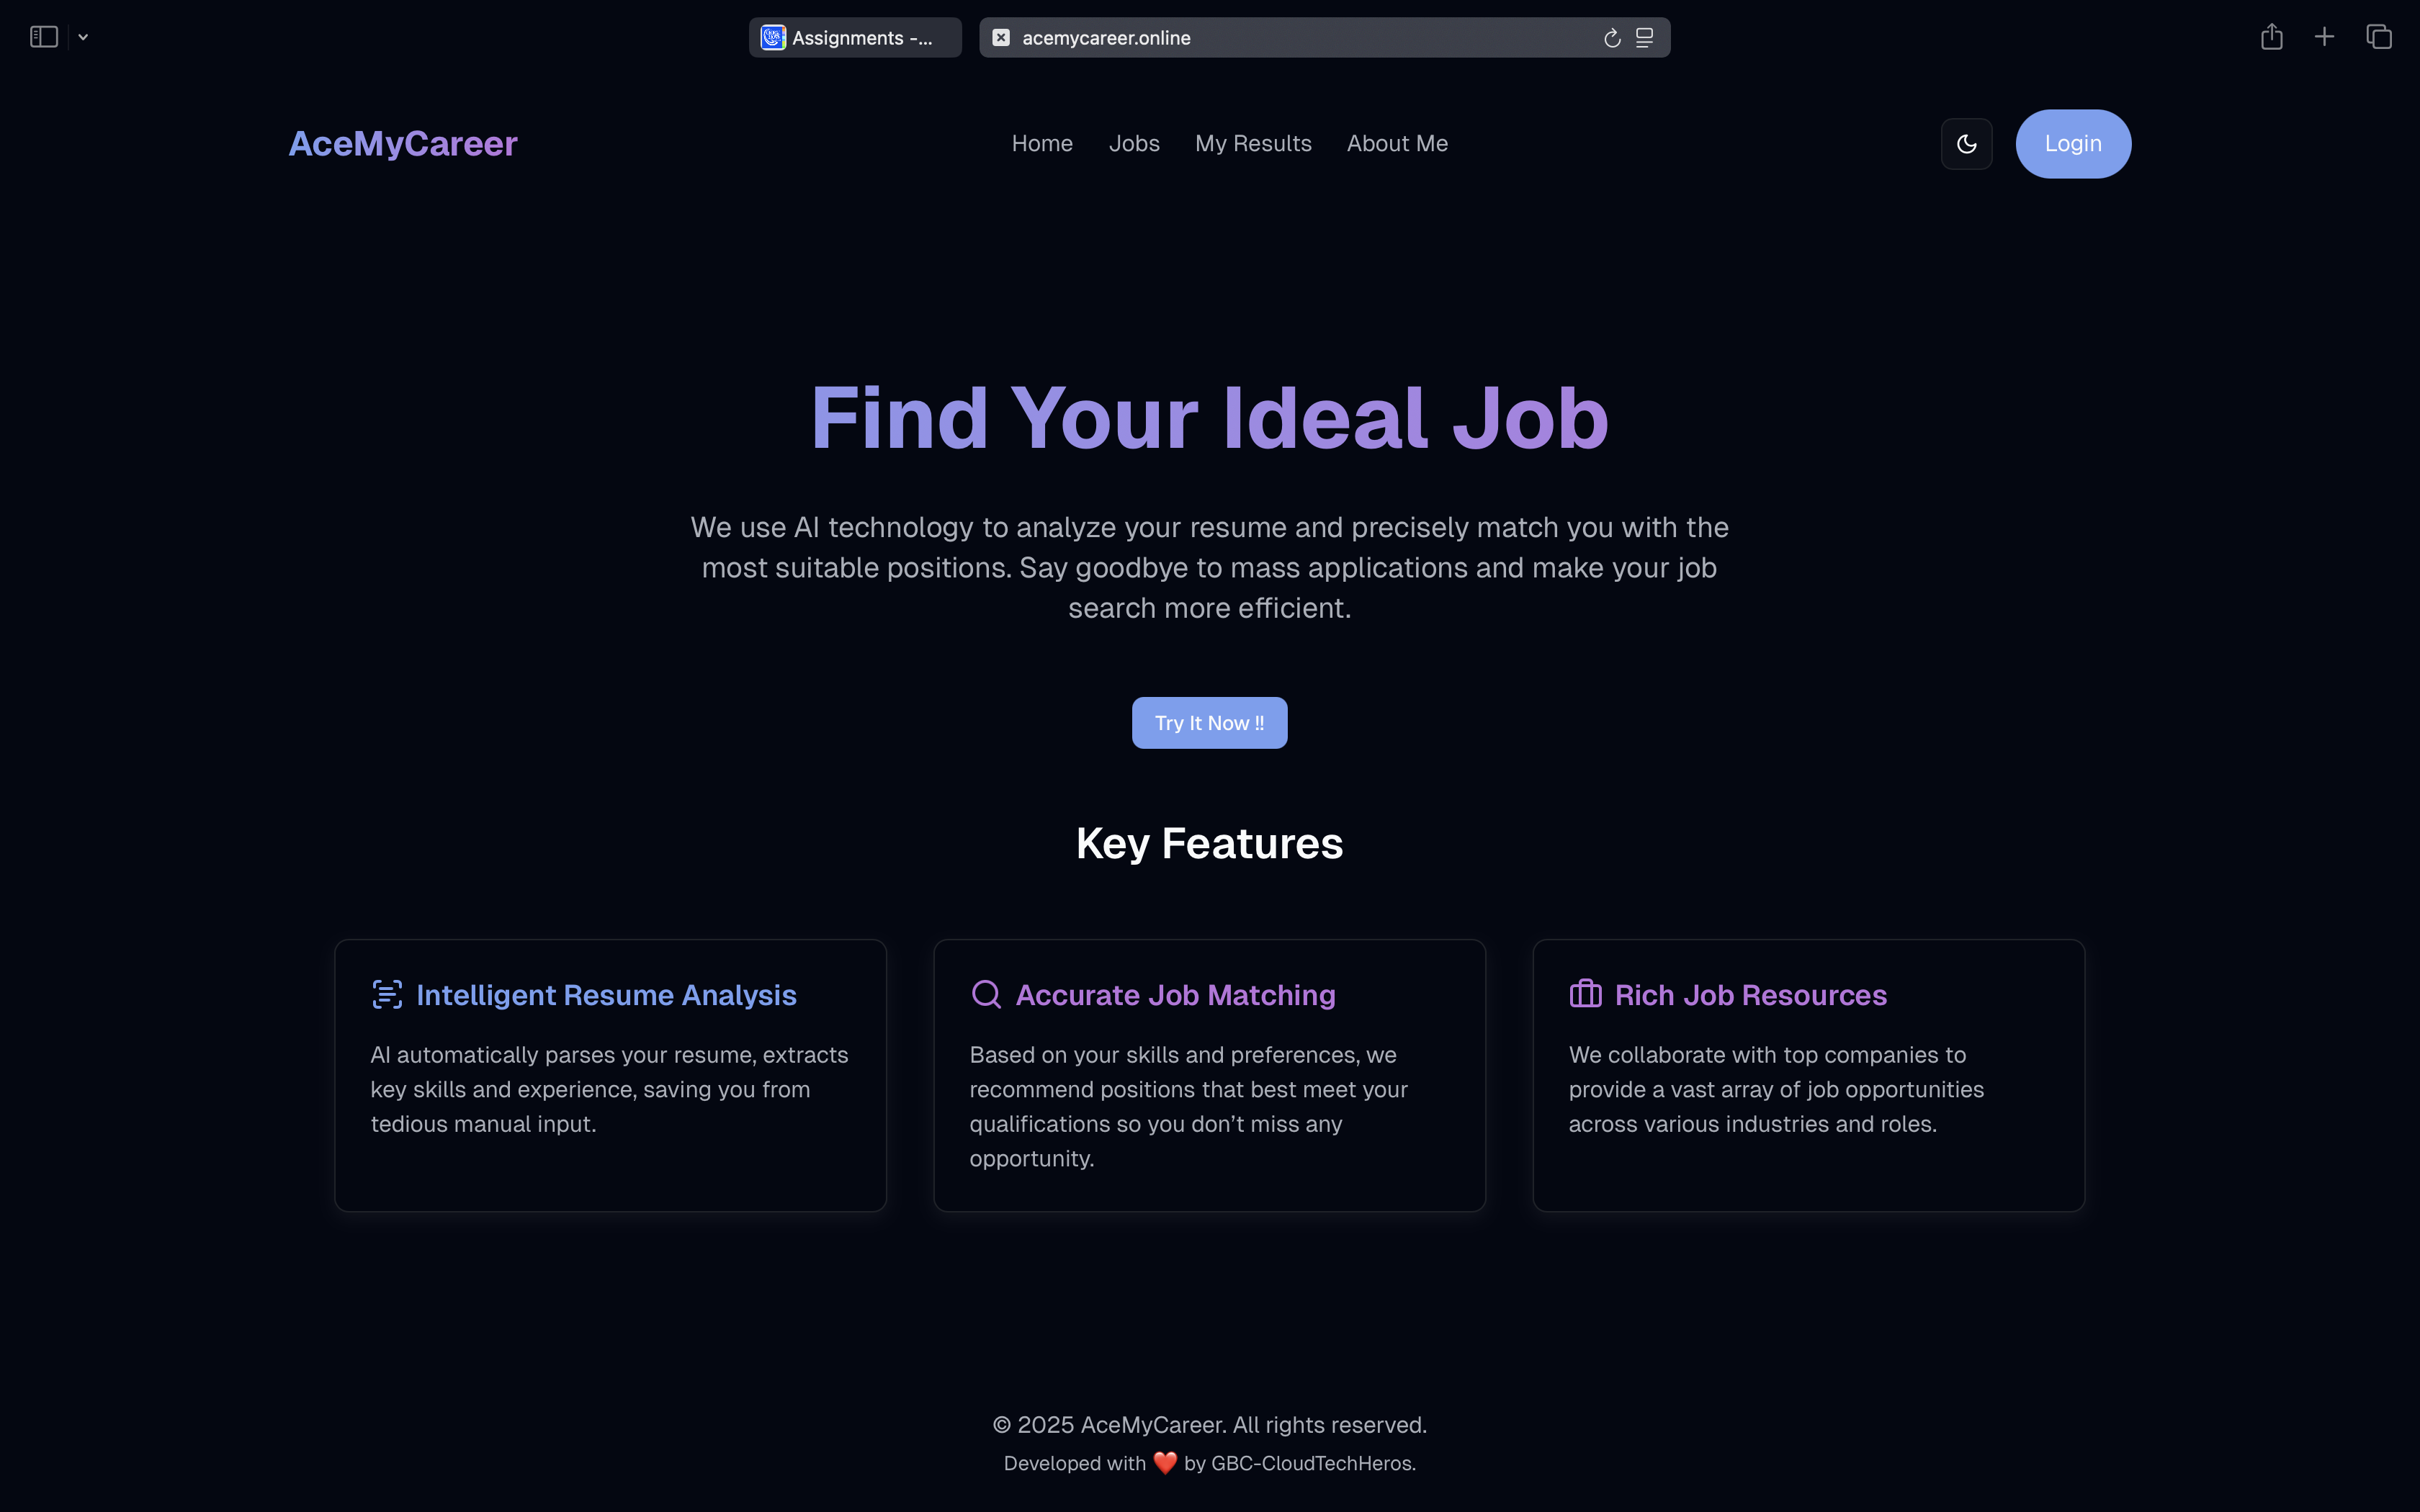 Assignments -...
acemycareer.online
AceMyCareer
Home
Jobs
My Results
About Me
Login
Find Your Ideal Job
We use AI technology to analyze your resume and precisely match you with the
most suitable positions. Say goodbye to mass applications and make your job
search more efficient.
Try It Now !!
Key Features
Intelligent Resume Analysis
AI automatically parses your resume, extracts
key skills and experience, saving you from
tedious manual input.
Accurate Job Matching
Based on your skills and preferences, we
recommend positions that best meet your
qualifications so you don’t miss any
opportunity.
Rich Job Resources
We collaborate with top companies to
provide a vast array of job opportunities
across various industries and roles.
© 2025 AceMyCareer. All rights reserved.
Developed with ❤️ by GBC-CloudTechHeros.